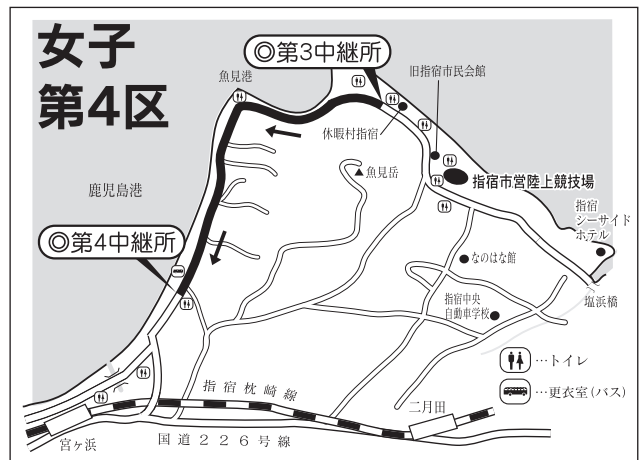 女子
第4区
◎第3中継所
魚見港
旧指宿市民会館
休暇村指宿
▲魚見岳
指宿市営陸上競技場
鹿児島港
指宿
シーサイド
ホテル
◎第4中継所
なのはな館
指宿中央
自動車学校
塩浜橋
…トイレ
…更衣室(バス)
指宿枕崎線
二月田
宮ヶ浜
国道226号線